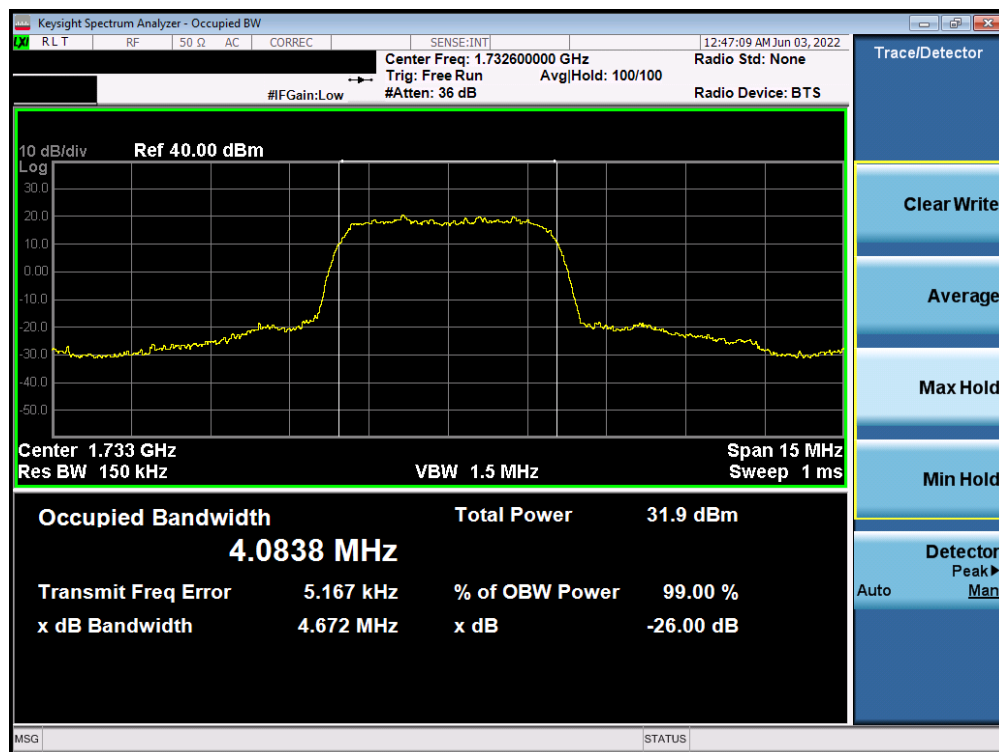 Keysight Spectrum Analyzer - Occupied BW
LXI RLT RF 50 Ω AC CORREC SENSE:INT 12:47:09 AM Jun 03, 2022
Center Freq: 1.732600000 GHz Radio Std: None
Trig: Free Run Avg|Hold: 100/100
#IFGain:Low #Atten: 36 dB Radio Device: BTS
10 dB/div Ref 40.00 dBm
Log
30.0
20.0
10.0
0.00
-10.0
-20.0
-30.0
-40.0
-50.0
Center 1.733 GHz Span 15 MHz
Res BW 150 kHz VBW 1.5 MHz Sweep 1 ms
Occupied Bandwidth Total Power 31.9 dBm
4.0838 MHz
Transmit Freq Error 5.167 kHz % of OBW Power 99.00 %
x dB Bandwidth 4.672 MHz x dB -26.00 dB
MSG STATUS
Trace/Detector
Clear Write
Average
Max Hold
Min Hold
Detector
Peak▶
Auto Man